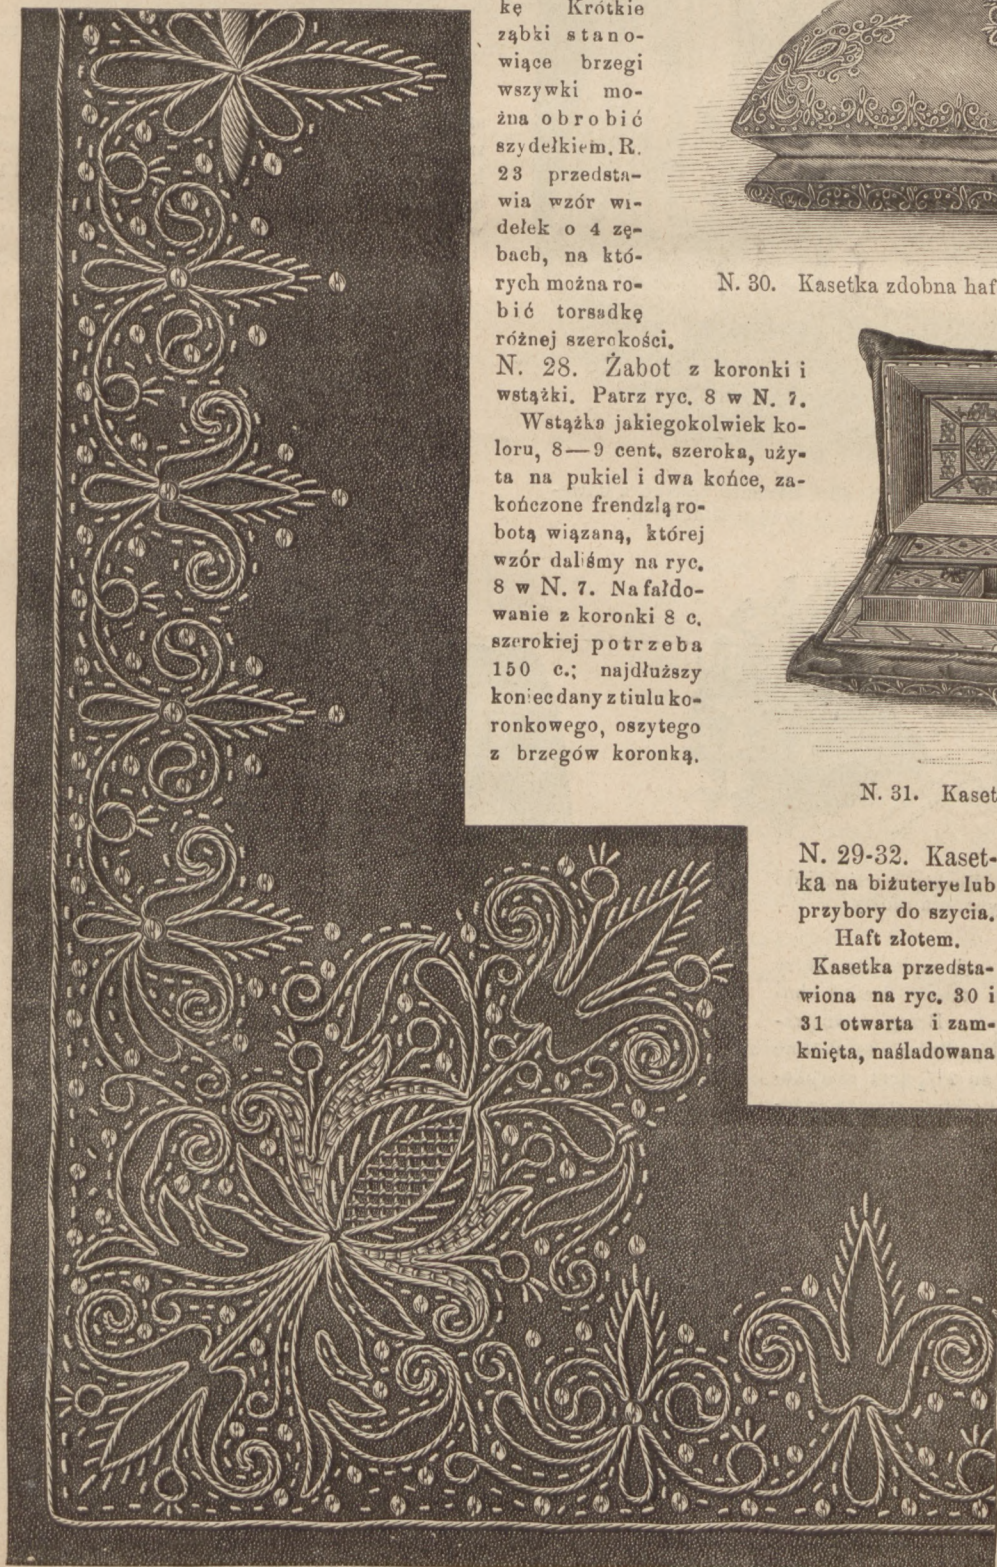 kę Krótkie
ząbki stano-
wiące brzegi
wszywki mo-
żna obrobić
szydełkiem. R.
23 przedsta-
wia wzór wi-
dełek o 4 zę-
bach, na któ-
rych można ro-
bić torsadkę
różnej szerokości.
N. 28. Żabot z koronki i
wstążki. Patrz ryc. 8 w N. 7.
Wstążka jakiegokolwiek ko-
loru, 8—9 cent. szeroka, uży-
ta na pukiel i dwa końce, za-
kończone frendzlą ro-
botą wiązaną, której
wzór daliśmy na ryc.
8 w N. 7. Na fałdo-
wanie z koronki 8 c.
szerokiej potrzeba
150 c.; najdłuższy
koniec dany z tiulu ko-
ronkowego, oszytego
z brzegów koronką.
N. 30. Kasetka zdobna haf
N. 31. Kaset
N. 29-32. Kaset-
ka na biżuterye lub
przybory do szycia.
Haft złotem.
Kasetka przedsta-
wiona na ryc. 30 i
31 otwarta i zam-
knięta, naśladowana